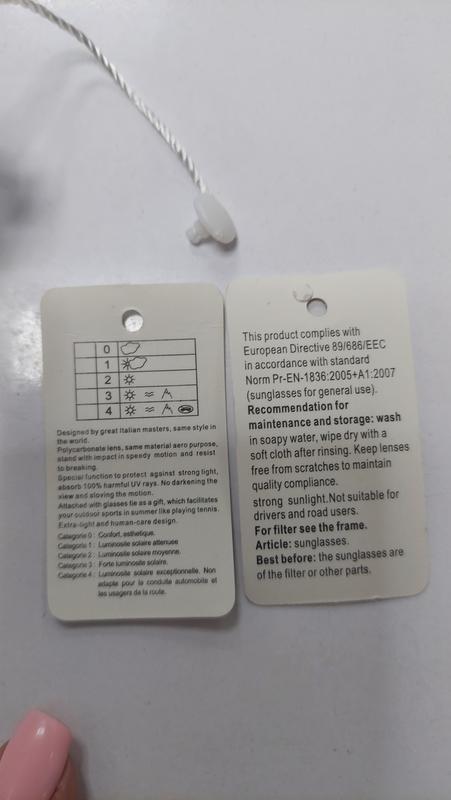 0
1
2
3
4
Designed by great Italian masters, same style in
the world.
Polycarbonate lens, same material aero purpose,
stand with impact in speedy motion and resist
to breaking.
Special function to protect against strong light,
absorb 100% harmful UV rays. No darkening the
view and slowing the motion.
Attached with glasses tie as a gift, which facilitates
your outdoor sports in summer like playing tennis.
Extra-light and human-care design.
Categorie 0 : Confort, esthetique.
Categorie 1 : Luminosite solaire attenuee
Categorie 2 : Luminosite solaire moyenne.
Categorie 3 : Forte luminosite solaire.
Categorie 4 : Luminosite solaire exceptionnelle. Non
adapte pour la conduite automobile et
les usagers de la route.
This product complies with
European Directive 89/686/EEC
in accordance with standard
Norm Pr-EN-1836:2005+A1:2007
(sunglasses for general use).
Recommendation for
maintenance and storage: wash
in soapy water, wipe dry with a
soft cloth after rinsing. Keep lenses
free from scratches to maintain
quality compliance.
strong sunlight.Not suitable for
drivers and road users.
For filter see the frame.
Article: sunglasses.
Best before: the sunglasses are
of the filter or other parts.